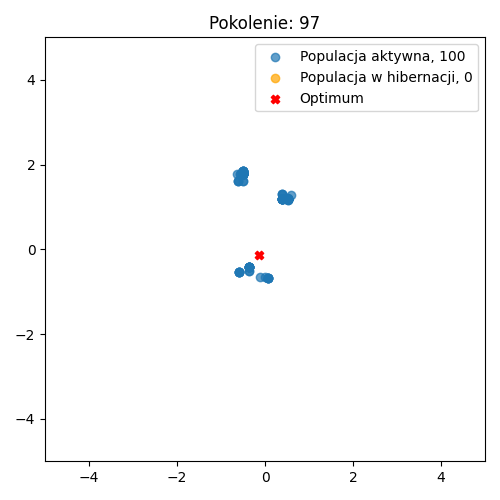 Pokolenie: 97
Populacja aktywna, 100
Populacja w hibernacji, 0
Optimum
4
2
0
−2
−4
−4 −2 0 2 4